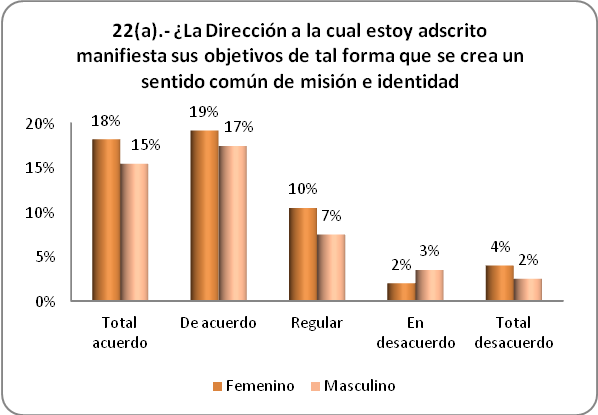 22(a).- ¿La Dirección a la cual estoy adscrito
manifiesta sus objetivos de tal forma que se crea un
sentido común de misión e identidad
20%
15%
10%
5%
0%
18%
15%
19%
17%
10%
7%
2%
3%
4%
2%
Total
acuerdo
De acuerdo
Regular
En
desacuerdo
Total
desacuerdo
Femenino
Masculino